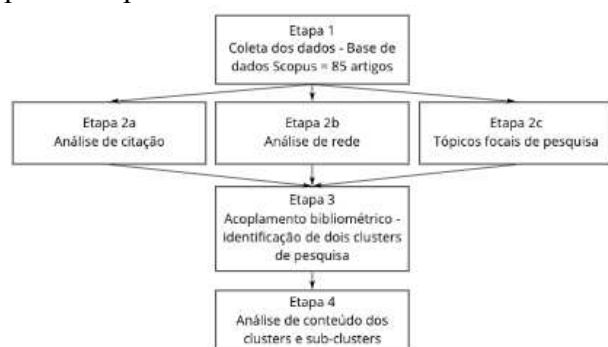 Etapa 1
Coleta dos dados - Base de
dados Scopus = 85 artigos
Etapa 2a
Análise de citação
Etapa 2b
Análise de rede
Etapa 2c
Tópicos focais de pesquisa
Etapa 3
Acoplamento bibliométrico -
identificação de dois clusters
de pesquisa
Etapa 4
Análise de conteúdo dos
clusters e sub-clusters